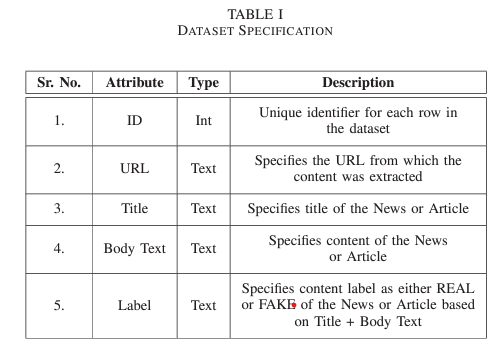 TABLE I
DATASET SPECIFICATION
Sr. No. Attribute Type Description
1. ID Int Unique identifier for each row in
the dataset
2. URL Text Specifies the URL from which the
content was extracted
3. Title Text Specifies title of the News or Article
4. Body Text Text Specifies content of the News
or Article
5. Label Text Specifies content label as either REAL
or FAKE of the News or Article based
on Title + Body Text